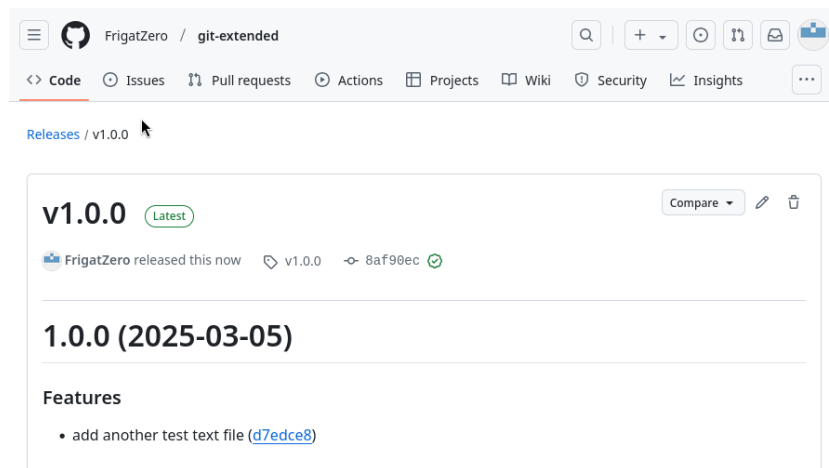 FrigatZero / git-extended
Code Issues Pull requests Actions Projects Wiki Security Insights
Releases / v1.0.0
v1.0.0 Latest Compare
FrigatZero released this now v1.0.0 8af90ec
1.0.0 (2025-03-05)
Features
• add another test text file (d7edce8)